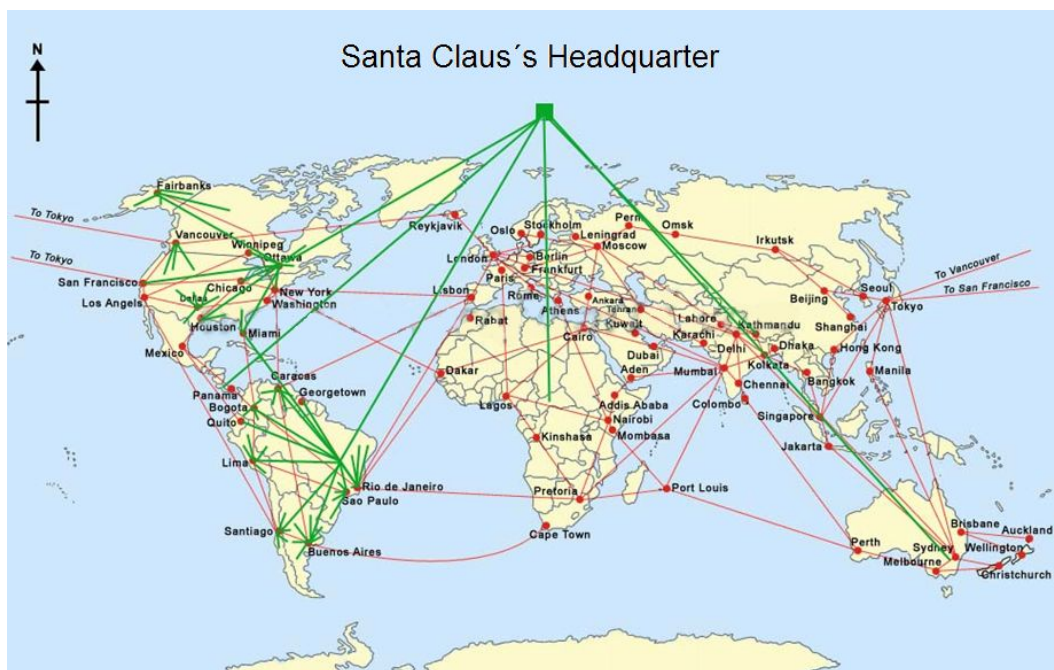 Santa Claus´s Headquarter
N
Fairbanks
To Tokyo
Vancouver
Winnipeg
Ottawa
To Tokyo
San Francisco
Los Angels
Chicago
New York
Washington
Dallas
Houston
Miami
Mexico
Caracas
Panama
Georgetown
Bogota
Quito
Lima
Rio de Janeiro
Sao Paulo
Santiago
Buenos Aires
Reykjavik
Oslo
Stockholm
Leningrad
Pern
Omsk
Moscow
Irkutsk
London
Berlin
Paris
Frankfurt
Lsbon
Rome
Athens
Ankara
Tehran
Rabat
Cairo
Kuwait
Dubai
Aden
Dakar
Lagos
Addis Ababa
Nairobi
Mombasa
Kinshasa
Pretoria
Port Louis
Cape Town
Lahore
Karachi
Kathmandu
Delhi
Dhaka
Kolkata
Mumbat
Chennai
Colombo
Bangkok
Beijing
Seoul
Tokyo
To Vancouver
To San Francisco
Shanghai
Hong Kong
Manila
Singapore
Jakarta
Perth
Brisbane
Auckland
Sydney
Wellington
Melbourne
Christchurch